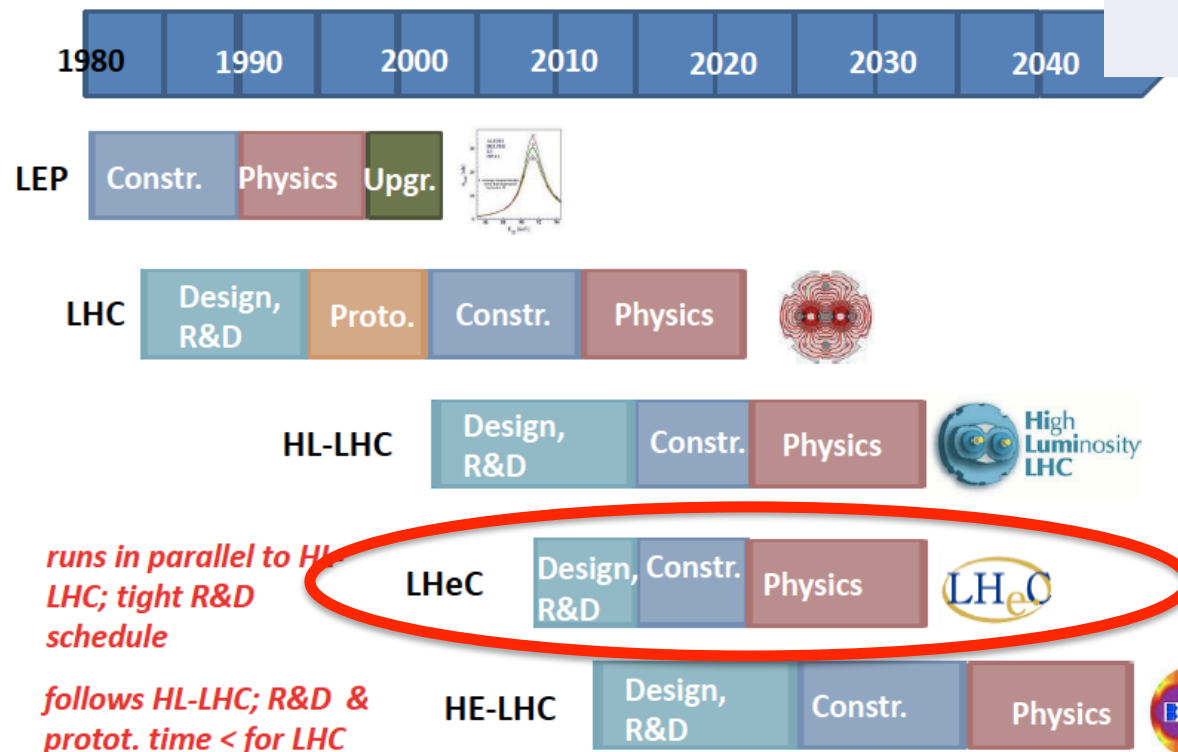 1980 1990 2000 2010 2020 2030 2040
LEP Constr. Physics Upgr.
LHC Design,
R&D Proto. Constr. Physics
HL-LHC Design,
R&D Constr. Physics
High
Luminosity
LHC
runs in parallel to HL-
LHC; tight R&D
schedule
LHeC Design,
R&D Constr. Physics LHeC
follows HL-LHC; R&D &
protot. time < for LHC
HE-LHC Design,
R&D Constr. Physics